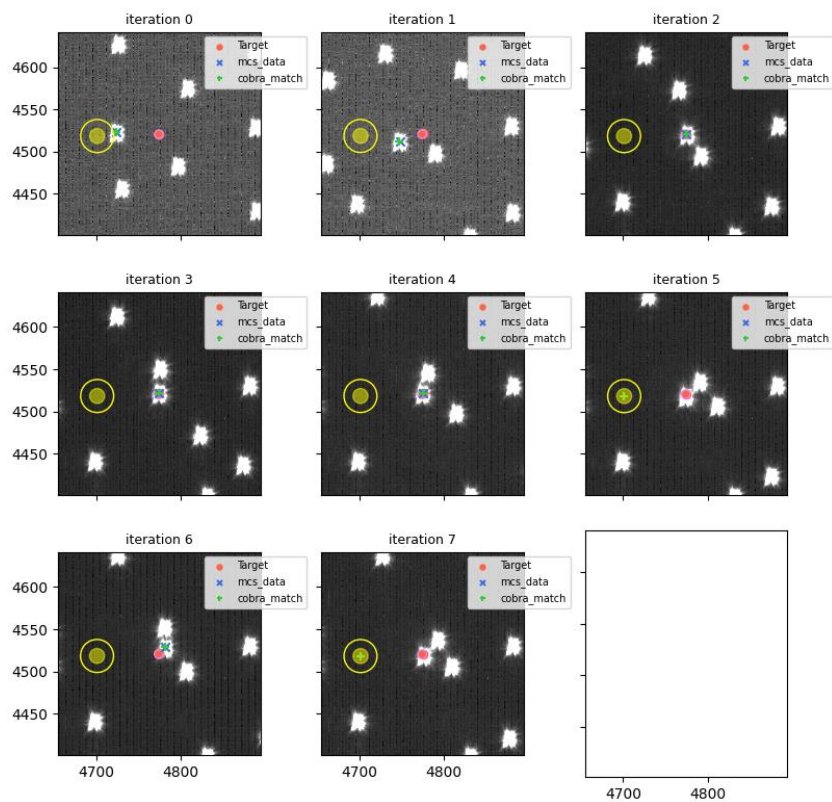 iteration 0
iteration 1
iteration 2
Target
mcs_data
cobra_match
Target
mcs_data
cobra_match
Target
mcs_data
cobra_match
4640
4600
4550
4500
4450
iteration 3
iteration 4
iteration 5
Target
mcs_data
cobra_match
Target
mcs_data
cobra_match
Target
mcs_data
cobra_match
4600
4550
4500
4450
iteration 6
iteration 7
Target
mcs_data
cobra_match
Target
mcs_data
cobra_match
4600
4550
4500
4450
4700
4800
4700
4800
4700
4800